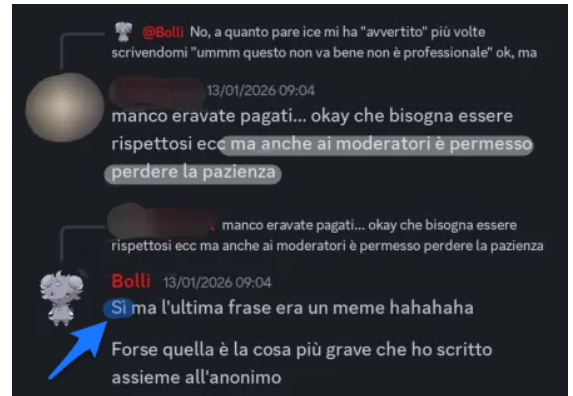 @Bolli No, a quanto pare ice mi ha "avvertito" più volte
scrivendomi "ummm questo non va bene non è professionale" ok, ma
13/01/2026 09:04
manco eravate pagati... okay che bisogna essere
rispettosi ecc ma anche ai moderatori è permesso
perdere la pazienza
manco eravate pagati... okay che bisogna essere
rispettosi ecc ma anche ai moderatori è permesso perdere la pazienza
Bolli 13/01/2026 09:04
Si ma l'ultima frase era un meme hahahaha
Forse quella è la cosa più grave che ho scritto
assieme all'anonimo